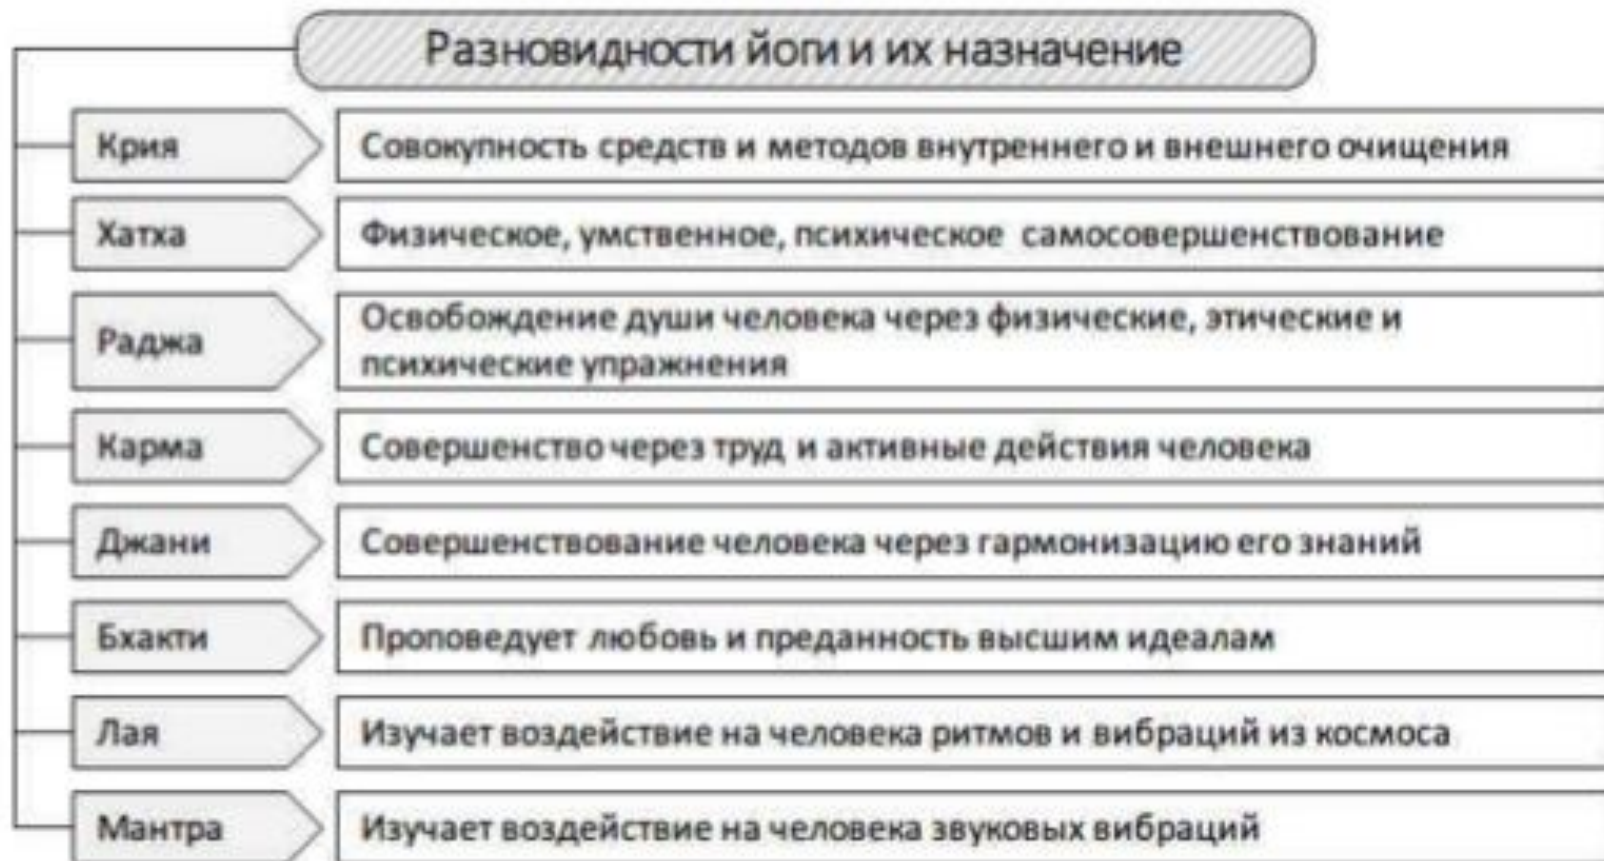 Разновидности йоги и их назначение
Крия
Совокупность средств и методов внутреннего и внешнего очищения
Хатха
Физическое, умственное, психическое самосовершенствование
Раджа
Освобождение души человека через физические, этические и
психические упражнения
Карма
Совершенство через труд и активные действия человека
Джани
Совершенствование человека через гармонизацию его знаний
Бхакти
Проповедует любовь и преданность высшим идеалам
Лая
Изучает воздействие на человека ритмов и вибраций из космоса
Мантра
Изучает воздействие на человека звуковых вибраций